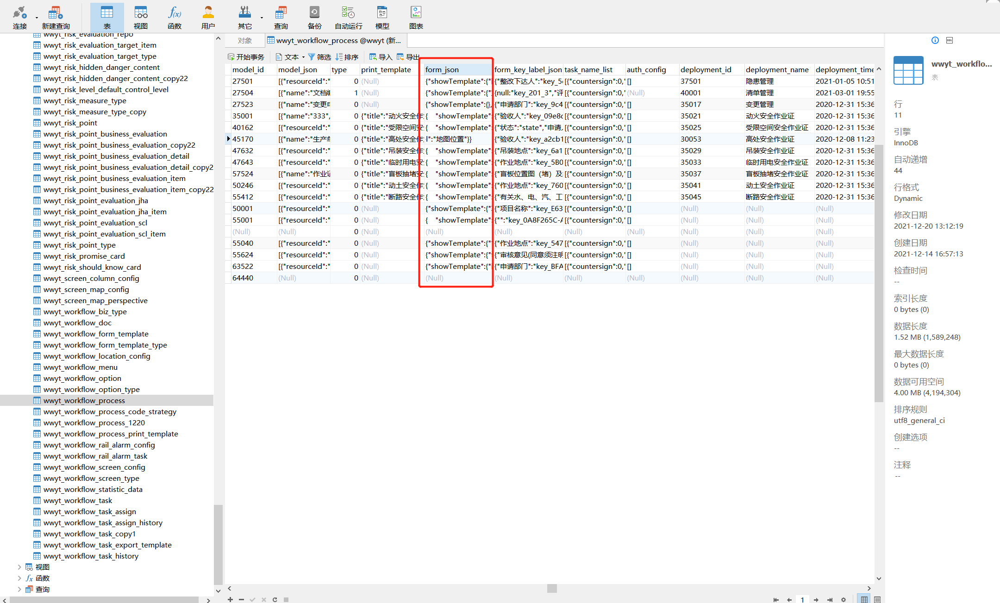 连接
新建查询
表
视图
函数
用户
其它
查询
备份
自动运行
模型
图表
wwyt_risk_evaluation_repo
wwyt_risk_evaluation_target_item
wwyt_risk_evaluation_target_type
wwyt_risk_hidden_danger_content
wwyt_risk_hidden_danger_content_copy22
wwyt_risk_level_default_control_level
wwyt_risk_measure_type
wwyt_risk_measure_type_copy
wwyt_risk_point
wwyt_risk_point_business_evaluation
wwyt_risk_point_business_evaluation_copy22
wwyt_risk_point_business_evaluation_detail
wwyt_risk_point_business_evaluation_detail_copy2
wwyt_risk_point_business_evaluation_item
wwyt_risk_point_business_evaluation_item_copy22
wwyt_risk_point_evaluation_jha
wwyt_risk_point_evaluation_jha_item
wwyt_risk_point_evaluation_scl
wwyt_risk_point_evaluation_scl_item
wwyt_risk_point_type
wwyt_risk_promise_card
wwyt_risk_should_know_card
wwyt_screen_column_config
wwyt_screen_map_config
wwyt_screen_map_perspective
wwyt_workflow_biz_type
wwyt_workflow_doc
wwyt_workflow_form_template
wwyt_workflow_form_template_type
wwyt_workflow_location_config
wwyt_workflow_menu
wwyt_workflow_option
wwyt_workflow_option_type
wwyt_workflow_process
wwyt_workflow_process_code_strategy
wwyt_workflow_process_1220
wwyt_workflow_process_print_template
wwyt_workflow_rail_alarm_config
wwyt_workflow_rail_alarm_task
wwyt_workflow_screen_config
wwyt_workflow_screen_type
wwyt_workflow_statistic_data
wwyt_workflow_task
wwyt_workflow_task_assign
wwyt_workflow_task_assign_history
wwyt_workflow_task_copy1
wwyt_workflow_task_export_template
wwyt_workflow_task_history
视图
函数
查询
对象
wwyt_workflow_process @wwyt (新...
开始事务 文本 筛选 排序 导入 导出
model_id model_json type print_template form_json form_key_label_json task_name_list auth_config deployment_id deployment_name deployment_time
27501 [{"resourceId":" 0 (Null) {"showTemplate":{" {"整改下达人":"key_5 [{"countersign":0," [] 37501 隐患管理 2021-01-05 10:51
27504 [{"name":"文档编 1 (Null) {"showTemplate":{" {null:"key_201_3","评 [{"countersign":0," (Null) 40001 清单管理 2021-03-01 19:55
27523 [{"name":"变更申 0 (Null) {"showTemplate":{}, {"申请部门":"key_9c4 [{"countersign":0," [] 35017 变更管理 2020-12-31 15:36
35001 [{"name":"333", 0 {"title":"动火安全作 { "showTemplate": {"验收人":"key_09e8 [{"countersign":0," [] 35021 动火安全作业证 2020-12-31 15:36
40162 [{"resourceId":" 0 {"title":"受限空间安 { "showTemplate": {"状态":"state","申请 [{"countersign":0," [] 35025 受限空间安全作业证 2020-12-31 15:36
45170 [{"name":"生产单 0 {"title":"高处安全作 l":"地图位置"}} {"验收人":"key_a2cb1 [{"countersign":0," [] 30053 高处安全作业证 2020-12-08 11:23
47632 [{"resourceId":" 0 {"title":"吊装安全作 { "showTemplate": {"吊装地点":"key_6a1 [{"countersign":0," [] 35029 吊装安全作业证 2020-12-31 15:36
47643 [{"resourceId":" 0 {"title":"临时用电安 { "showTemplate": {"作业地点":"key_5B0 [{"countersign":0," [] 35033 临时用电安全作业证 2020-12-31 15:36
57524 [{"name":"作业证 0 {"title":"盲板抽堵安 { "showTemplate": {"盲板位置图（堵）及 [{"countersign":0," [] 35037 盲板抽堵安全作业证 2020-12-31 15:36
50246 [{"resourceId":" 0 {"title":"动土安全作 { "showTemplate": {"作业地点":"key_760 [{"countersign":0," [] 35041 动土安全作业证 2020-12-31 15:36
55412 [{"resourceId":" 0 {"title":"断路安全作 { "showTemplate": {"有关水、电、汽、工 [{"countersign":0," [] 35045 断路安全作业证 2020-12-31 15:36
50001 [{"resourceId":" 0 (Null) {"showTemplate":{" {"项目名称":"key_E63 [{"countersign":0," [] (Null) (Null) (Null)
55001 [{"resourceId":" 0 (Null) { "showTemplate": {"":"key_0A8F265C-A [{"countersign":0," [] (Null) (Null) (Null)
(Null) (Null) 0 (Null) (Null) (Null) (Null) (Null) (Null) (Null) (Null)
55040 [{"resourceId":" 0 (Null) {"showTemplate":{" {"作业地点":"key_547 [{"countersign":0," [] (Null) (Null) (Null)
55624 [{"resourceId":" 0 (Null) {"showTemplate":{" {"审核意见(同意须注明 [{"countersign":0," [] (Null) (Null) (Null)
63522 [{"resourceId":" 0 (Null) {"showTemplate":{" {"申请部门":"key_BFA [{"countersign":0," [] (Null) (Null) (Null)
64440 (Null) 0 (Null) (Null) (Null) (Null) (Null) (Null) (Null) (Null)
1
DDL
wwyt_workflo...
表
行
11
引擎
InnoDB
自动递增
44
行格式
Dynamic
修改日期
2021-12-20 13:12:19
创建日期
2021-12-14 16:57:13
检查时间
--
索引长度
0 bytes (0)
数据长度
1.52 MB (1,589,248)
最大数据长度
0 bytes (0)
数据可用空间
4.00 MB (4,194,304)
排序规则
utf8_general_ci
创建选项
--
注释
--